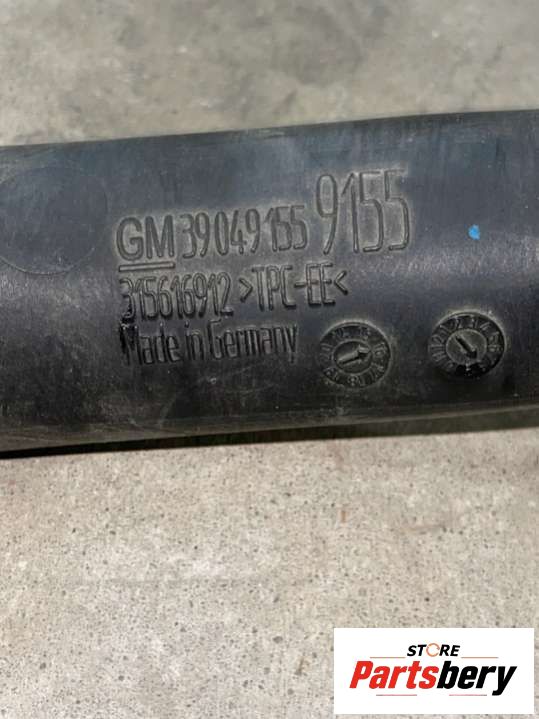 GM 39049155 9155
315616912 >TPC-EE<
Made in Germany
STORE
Partsbery